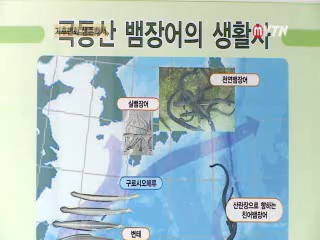 극동산 뱀장어의 생활사
MTN
실뱀장어
천연뱀장어
구로시오해류
산란장으로 향하는
친어뱀장어
변태